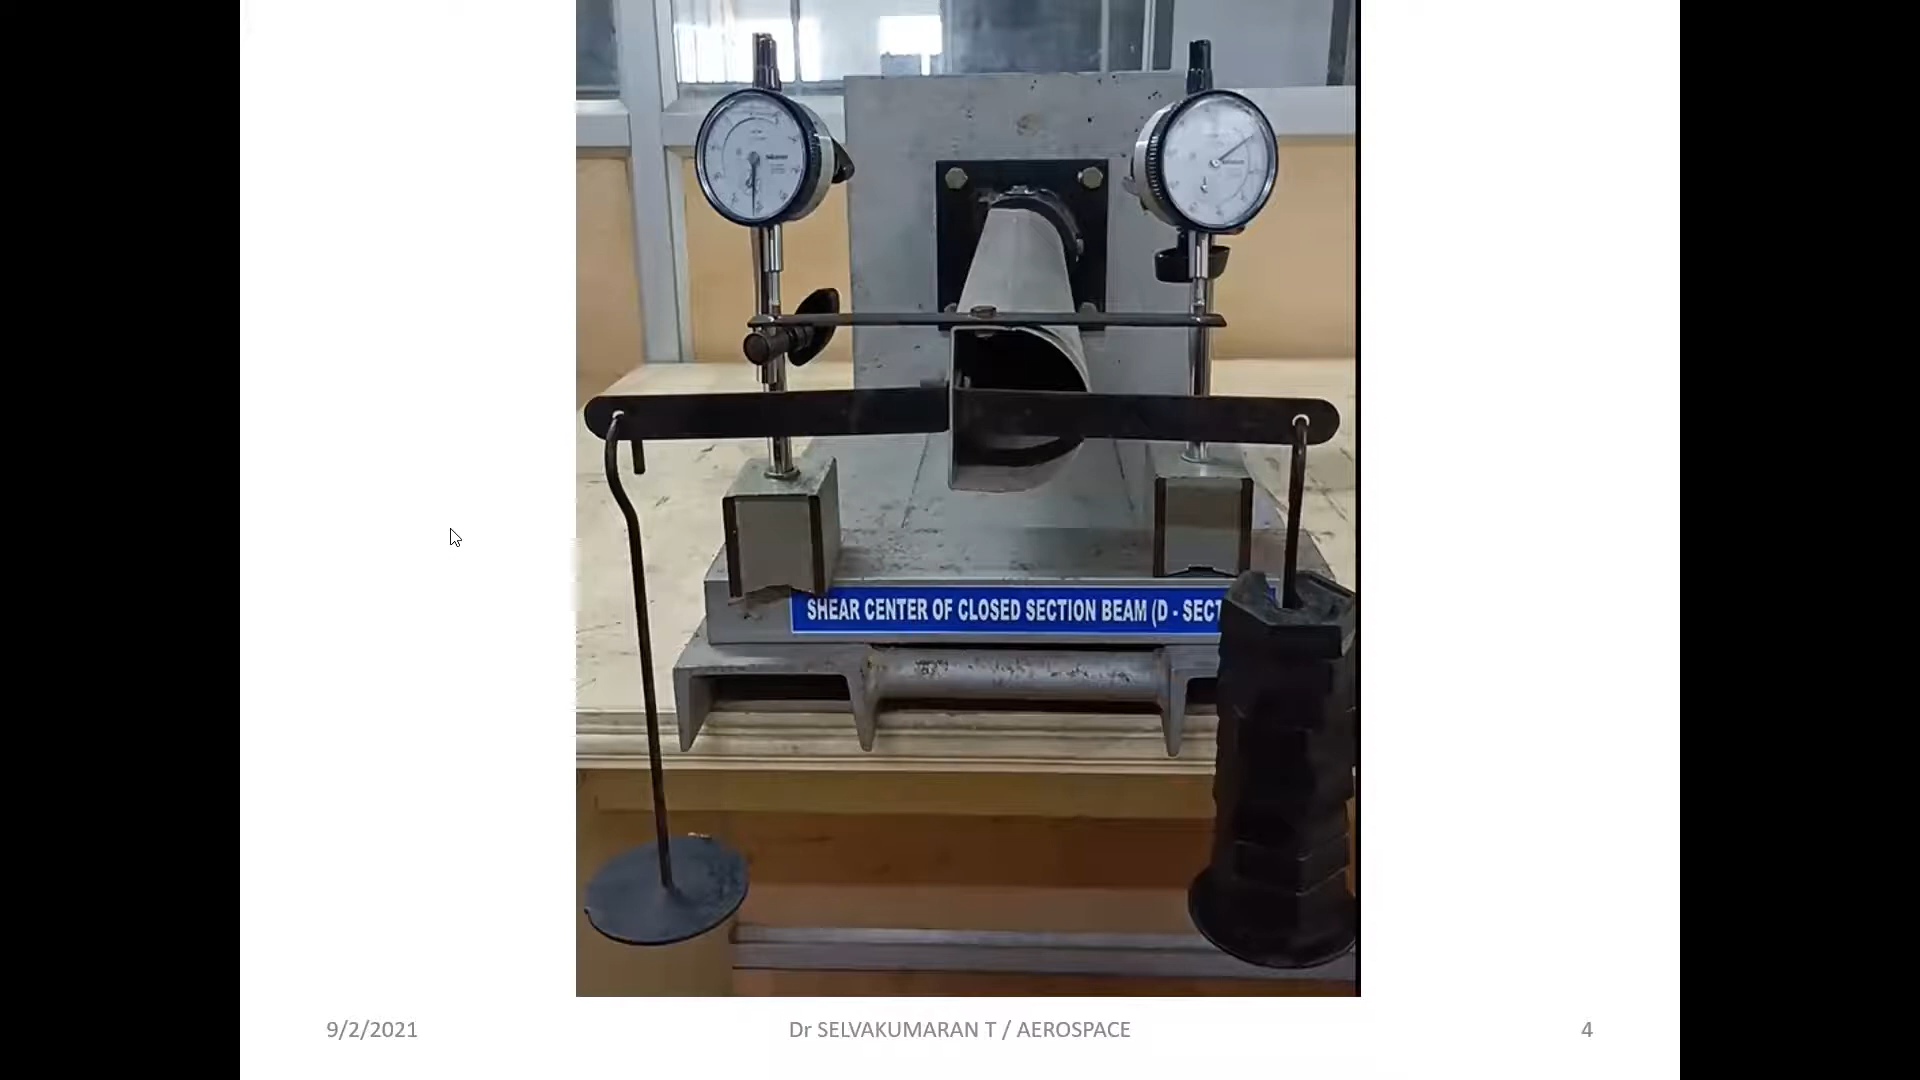 SHEAR CENTER OF CLOSED SECTION BEAM (D - SECT
9/2/2021
Dr SELVAKUMARAN T / AEROSPACE
4